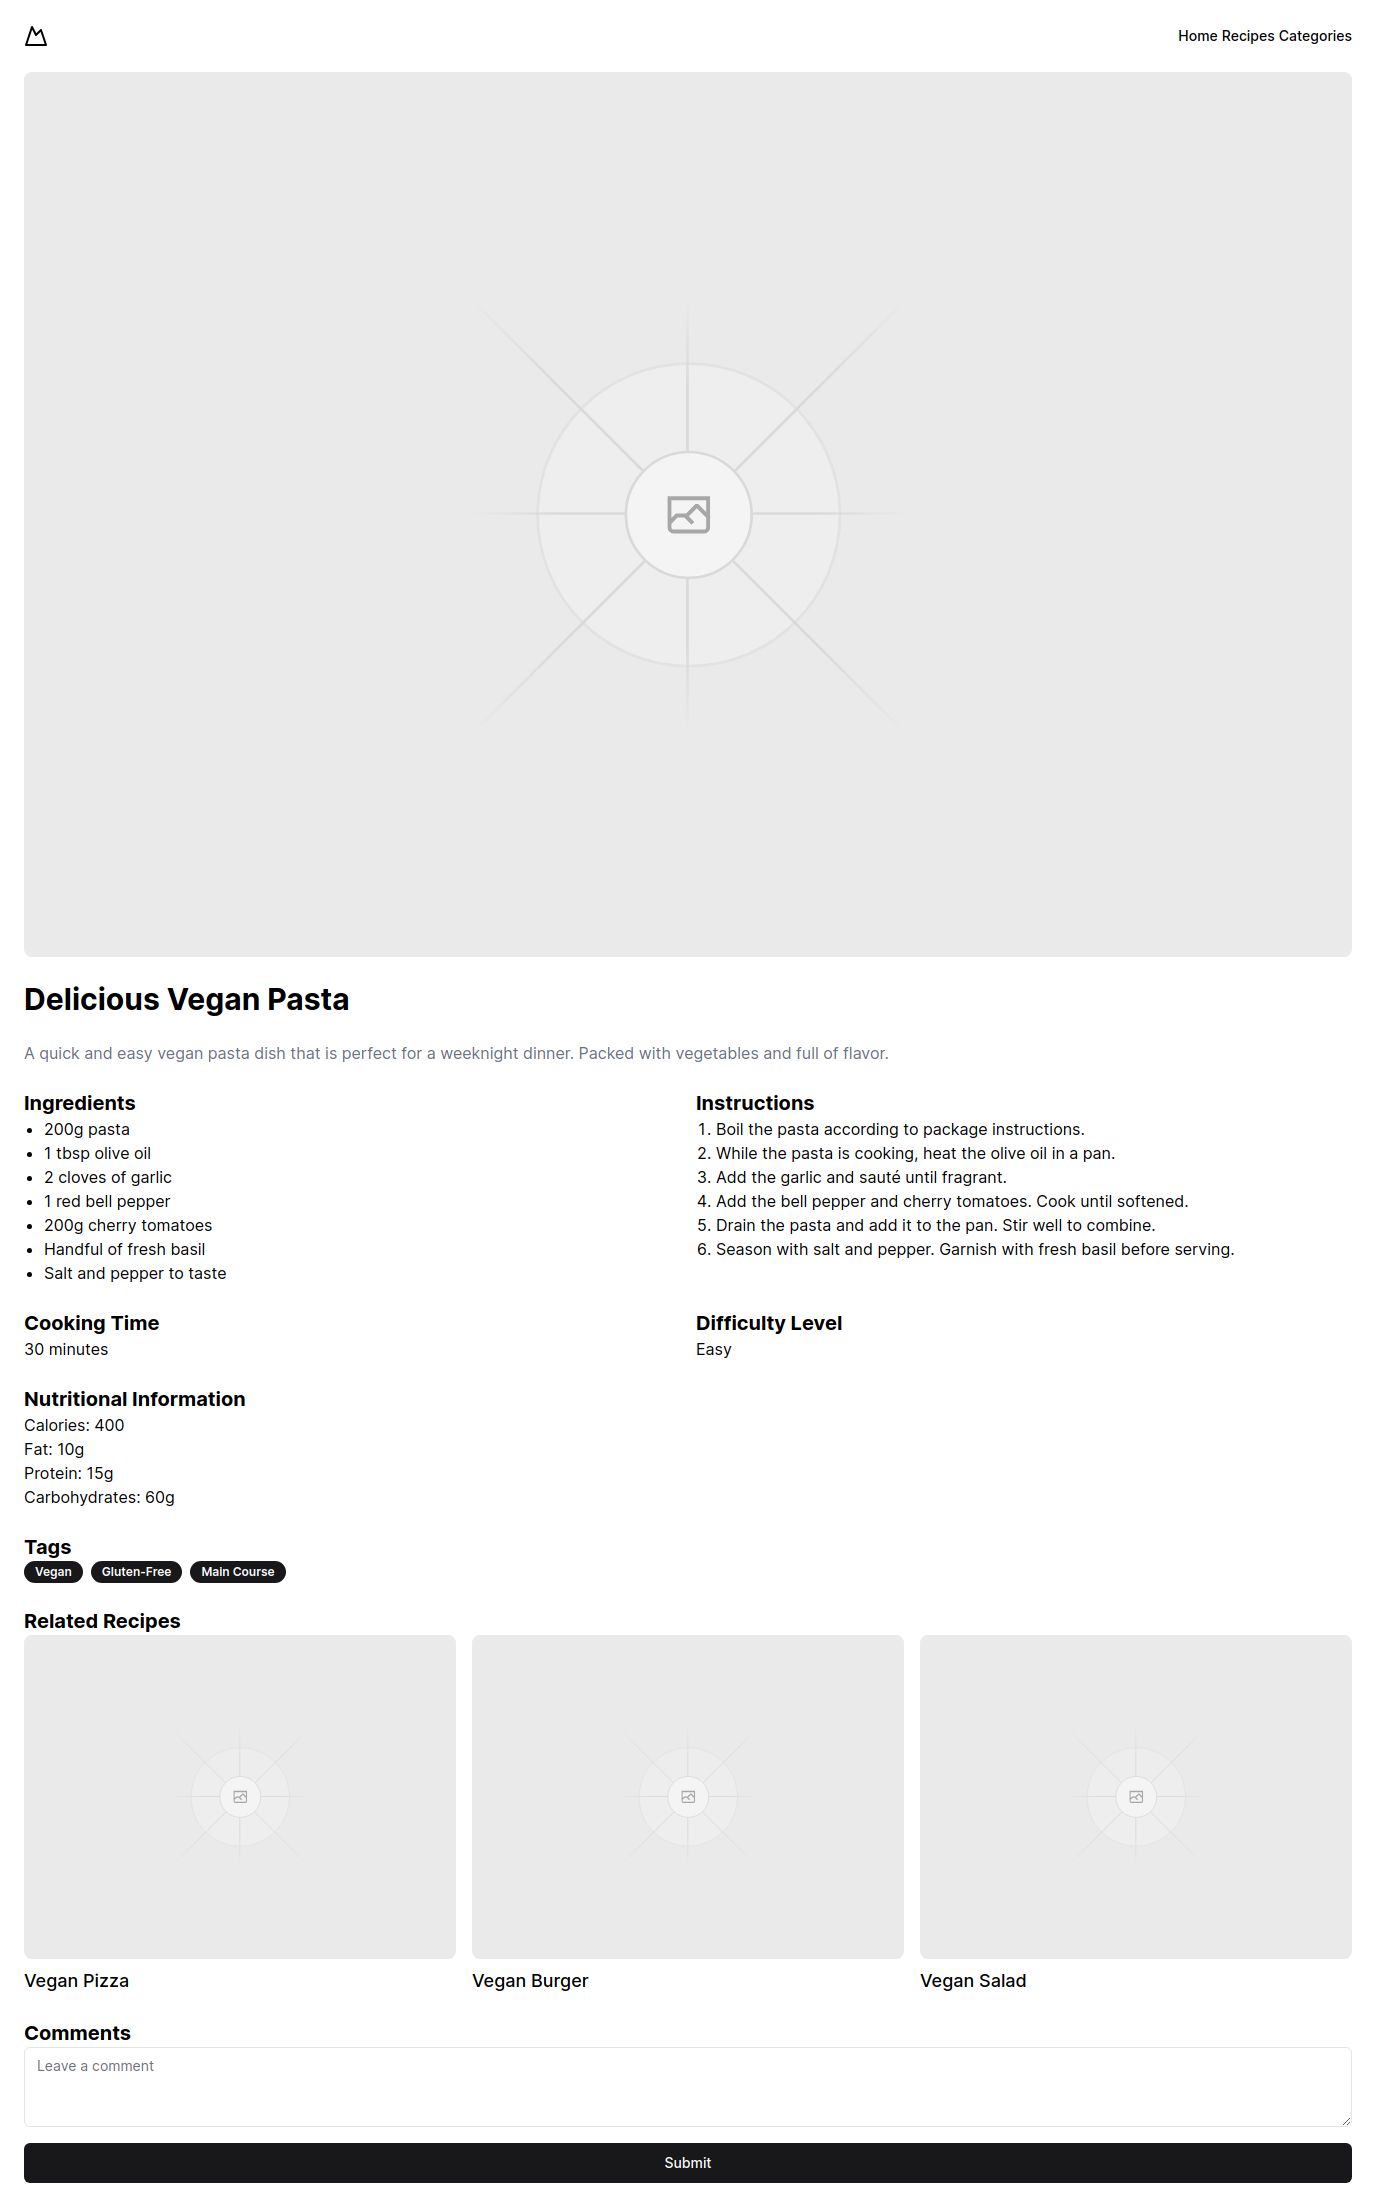 Home Recipes Categories
Delicious Vegan Pasta
A quick and easy vegan pasta dish that is perfect for a weeknight dinner. Packed with vegetables and full of flavor.
Ingredients
• 200g pasta
• 1 tbsp olive oil
• 2 cloves of garlic
• 1 red bell pepper
• 200g cherry tomatoes
• Handful of fresh basil
• Salt and pepper to taste
Instructions
1. Boil the pasta according to package instructions.
2. While the pasta is cooking, heat the olive oil in a pan.
3. Add the garlic and sauté until fragrant.
4. Add the bell pepper and cherry tomatoes. Cook until softened.
5. Drain the pasta and add it to the pan. Stir well to combine.
6. Season with salt and pepper. Garnish with fresh basil before serving.
Cooking Time
30 minutes
Difficulty Level
Easy
Nutritional Information
Calories: 400
Fat: 10g
Protein: 15g
Carbohydrates: 60g
Tags
Vegan Gluten-Free Main Course
Related Recipes
Vegan Pizza
Vegan Burger
Vegan Salad
Comments
Leave a comment
Submit